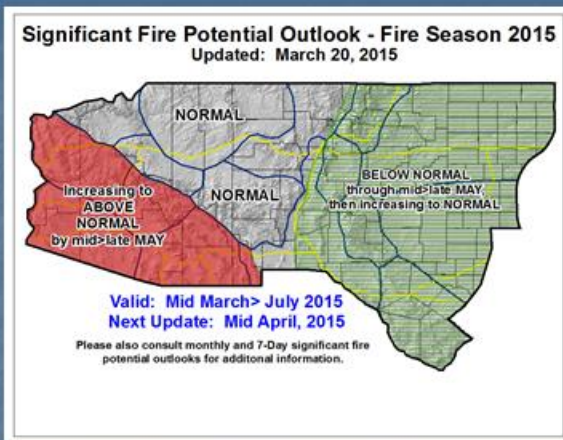 Significant Fire Potential Outlook - Fire Season 2015
Updated: March 20, 2015
NORMAL
BELOW NORMAL
through mid>late MAY,
then increasing to NORMAL
Increasing to
ABOVE
NORMAL
by mid>late MAY
NORMAL
Valid: Mid March> July 2015
Next Update: Mid April, 2015
Please also consult monthly and 7-Day significant fire
potential outlooks for additonal information.